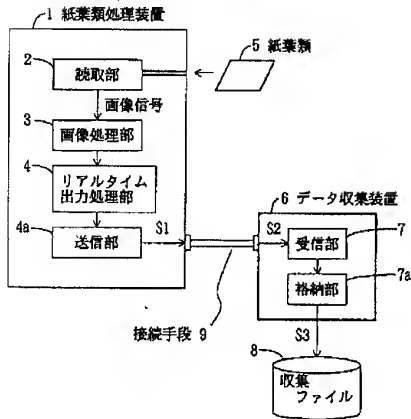 1 紙葉類処理装置
2
読取部
5 紙葉類
画像信号
3
画像処理部
4
リアルタイム
出力処理部
4a
送信部
S1
6 データ収集装置
S2
受信部
7
格納部
7a
接続手段 9
S3
8
収集
ファイル